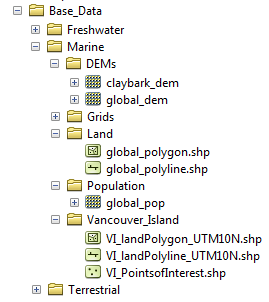 Base_Data
Freshwater
Marine
DEMs
claybark_dem
global_dem
Grids
Land
global_polygon.shp
global_polyline.shp
Population
global_pop
Vancouver_Island
VI_landPolygon_UTM10N.shp
VI_landPolyline_UTM10N.shp
VI_PointsofInterest.shp
Terrestrial